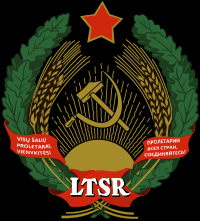 VISŲ ŠALIŲ
PROLETARAI,
VIENYKITĖS!
ПРОЛЕТАРИИ
ВСЕХ СТРАН,
СОЕДИНЯЙТЕСЬ!
LTSR